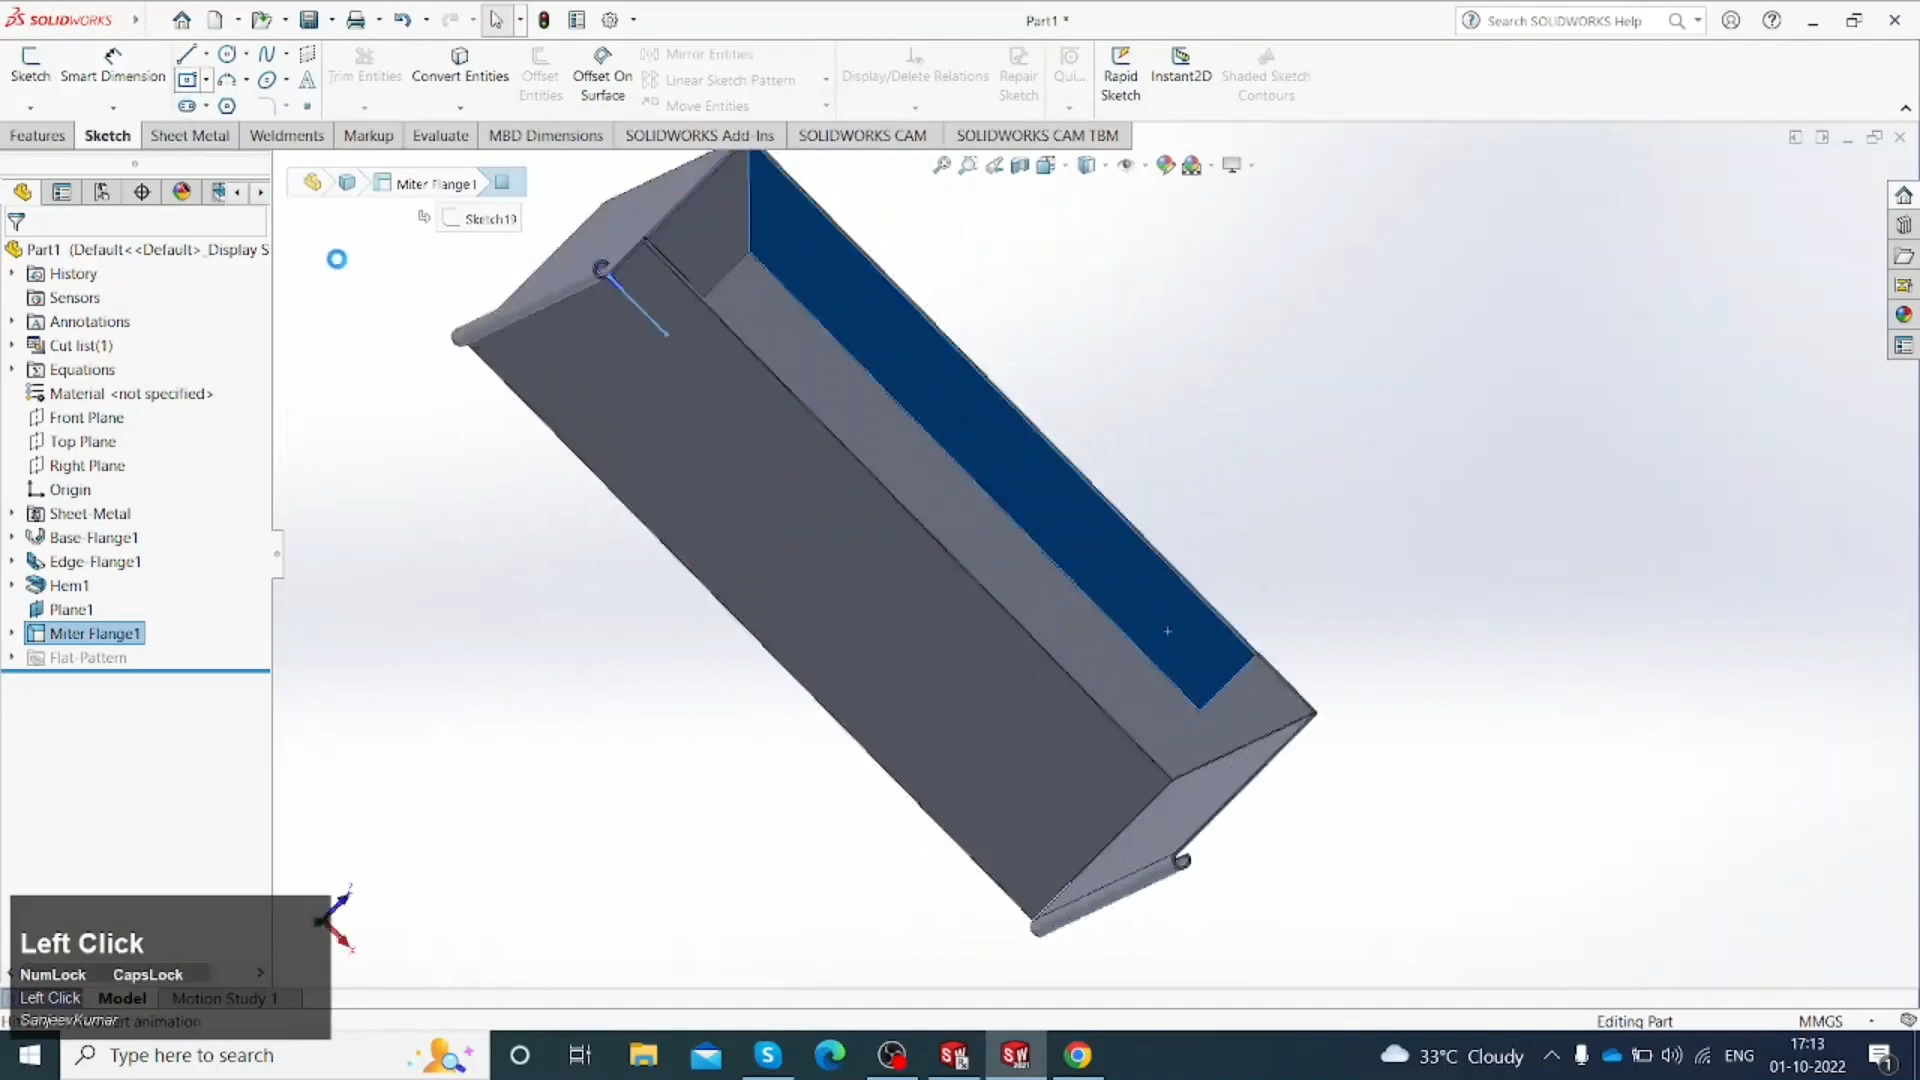 SOLIDWORKS
Part1 *
Search SOLIDWORKS Help
Sketch
Smart Dimension
Trim Entities
Convert Entities
Offset Entities
Offset On Surface
Mirror Entities
Linear Sketch Pattern
Move Entities
Display/Delete Relations
Repair Sketch
Qui...
Rapid Sketch
Instant2D
Shaded Sketch Contours
Features
Sketch
Sheet Metal
Weldments
Markup
Evaluate
MBD Dimensions
SOLIDWORKS Add-Ins
SOLIDWORKS CAM
SOLIDWORKS CAM TBM
Miter Flange1
Sketch19
Part1 (Default<<Default>_Display S
History
Sensors
Annotations
Cut list(1)
Equations
Material <not specified>
Front Plane
Top Plane
Right Plane
Origin
Sheet-Metal
Base-Flange1
Edge-Flange1
Hem1
Plane1
Miter Flange1
Flat-Pattern
Left Click
NumLock CapsLock
Left Click Model Motion Study 1
SanjeevKumar
animation
Editing Part
MMGS
Type here to search
33°C Cloudy
ENG
17:13
01-10-2022
1